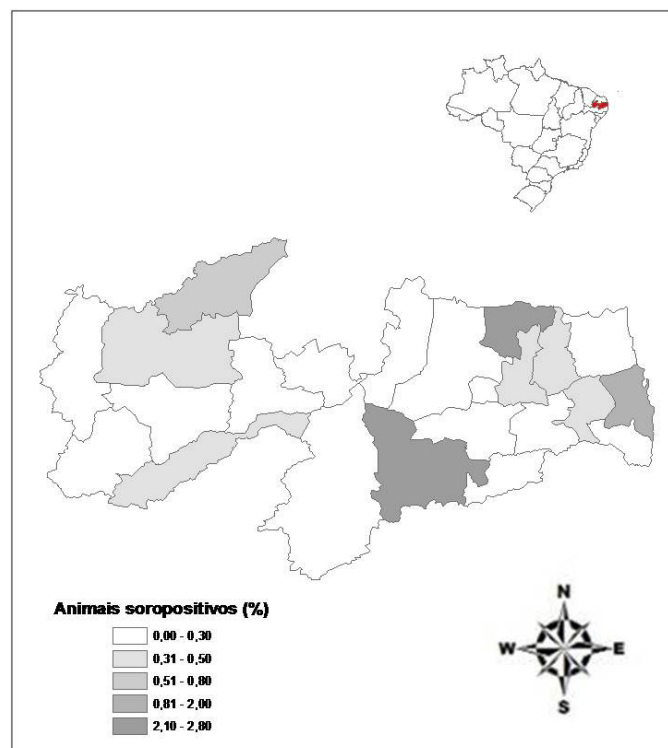 Animais soropositivos (%)
0,00 - 0,30
0,31 - 0,50
0,51 - 0,80
0,81 - 2,00
2,10 - 2,80
N
W E
S